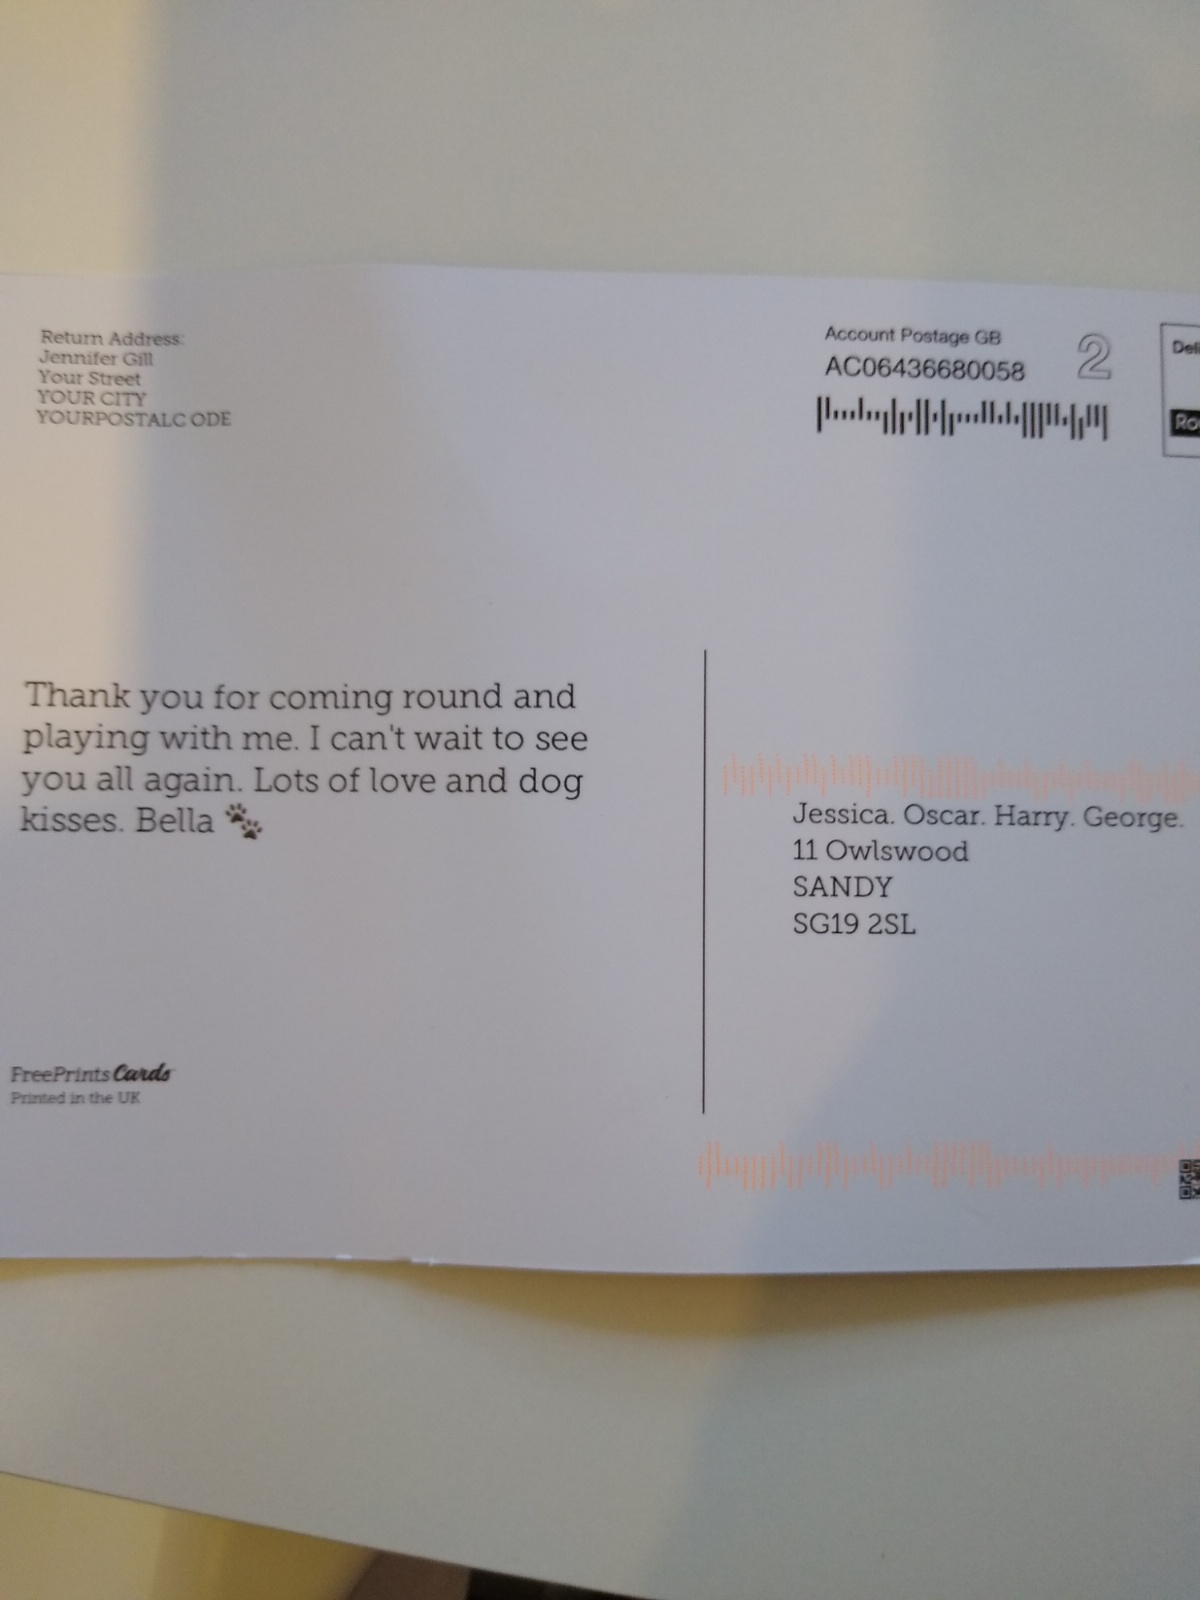 Return Address:
Jennifer Gill
Your Street
YOUR CITY
YOURPOSTALC ODE
Account Postage GB
AC06436680058
2
Thank you for coming round and
playing with me. I can't wait to see
you all again. Lots of love and dog
kisses. Bella 🐾
Jessica. Oscar. Harry. George.
11 Owlswood
SANDY
SG19 2SL
FreePrints Cards
Printed in the UK